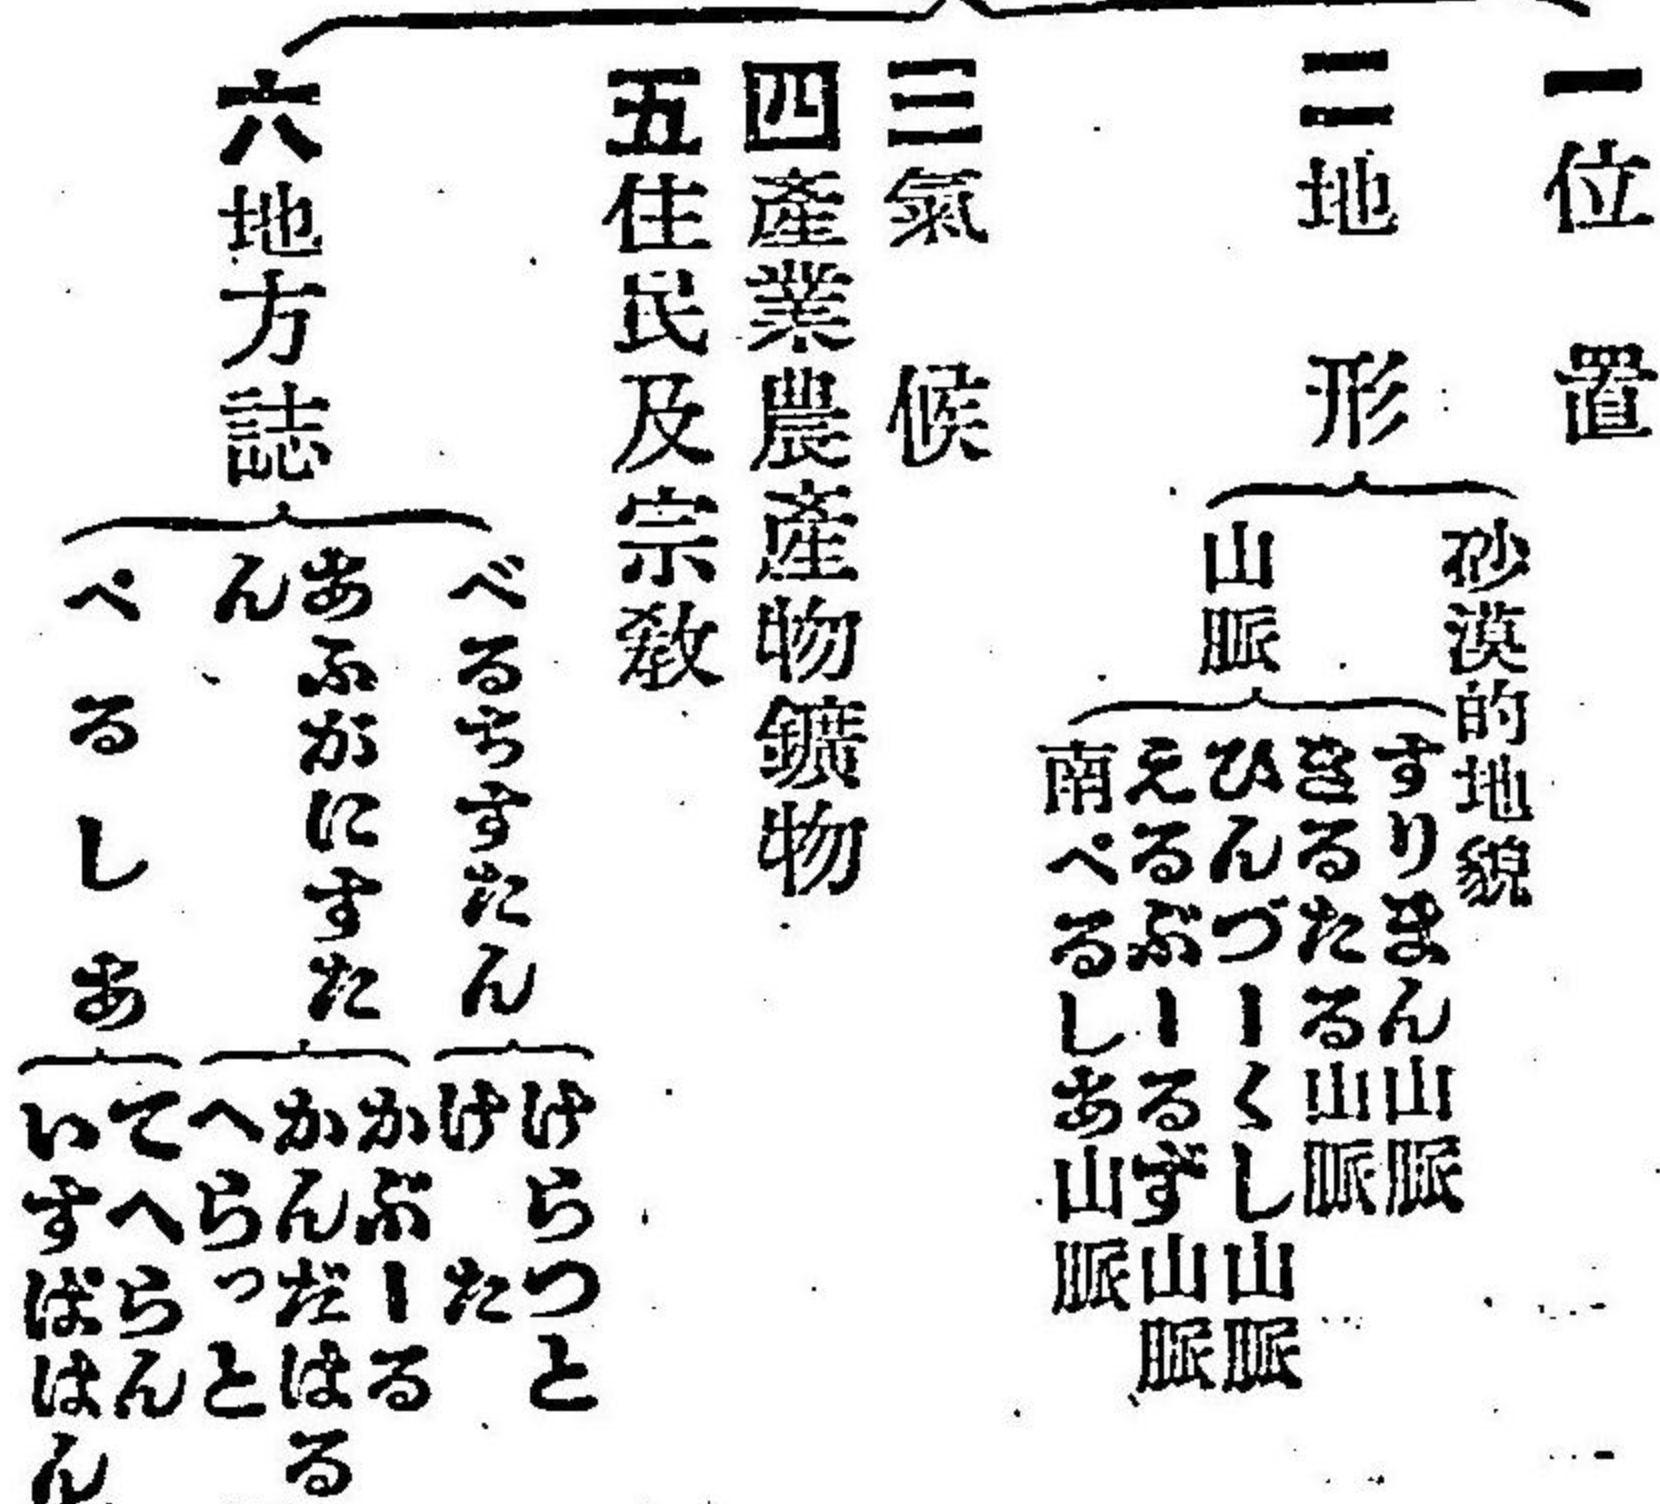 一位置
二地形
砂漠的地貌
山脈
すりまん山脈
きるたる山脈
ひんづーくし山脈
えるぶーるず山脈
南ぺるしあ山脈
三氣候
四產業農產物鑛物
五住民及宗敎
六地方誌
べるちすたん
けらつと
けた
あふがにすた
ん
かぶーる
かんだはる
へらっと
ぺるしあ
てへらん
いすぱはん